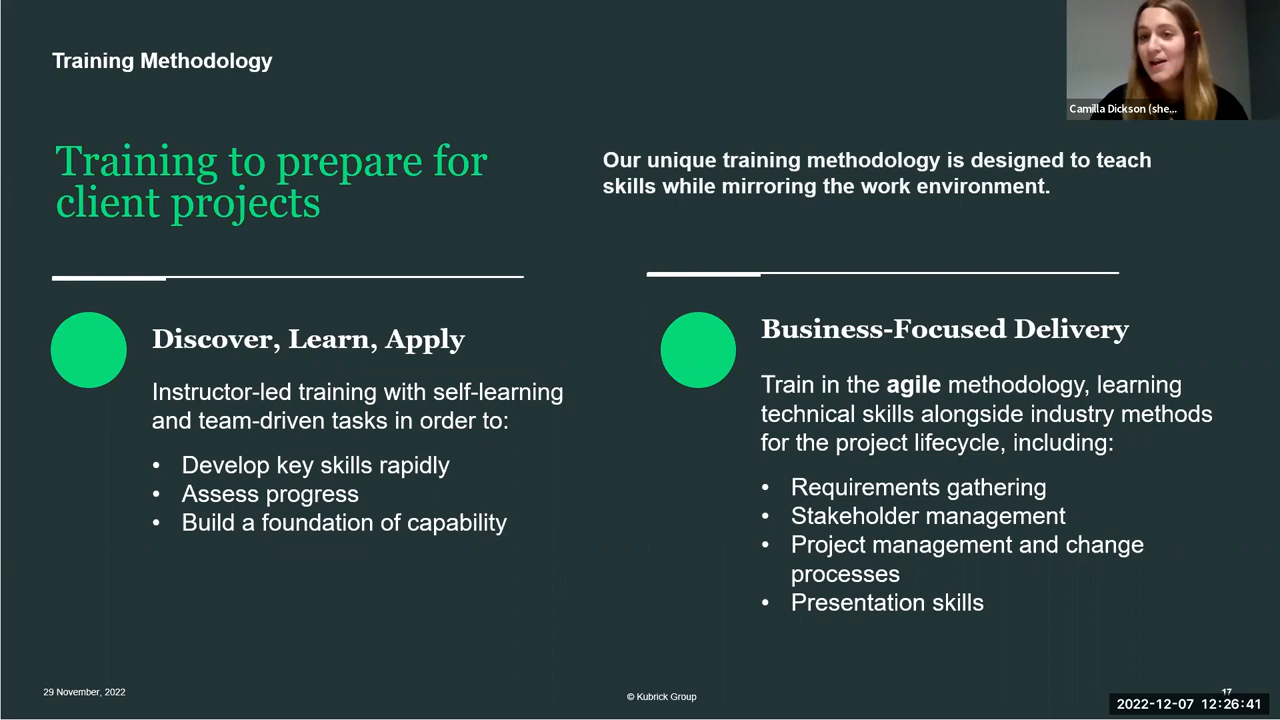 Training Methodology
Camilla Dickson (she...
Training to prepare for
client projects
Our unique training methodology is designed to teach
skills while mirroring the work environment.
Discover, Learn, Apply
Instructor-led training with self-learning
and team-driven tasks in order to:
• Develop key skills rapidly
• Assess progress
• Build a foundation of capability
Business-Focused Delivery
Train in the agile methodology, learning
technical skills alongside industry methods
for the project lifecycle, including:
• Requirements gathering
• Stakeholder management
• Project management and change
processes
• Presentation skills
29 November, 2022
© Kubrick Group
17
2022-12-07 12:26:41